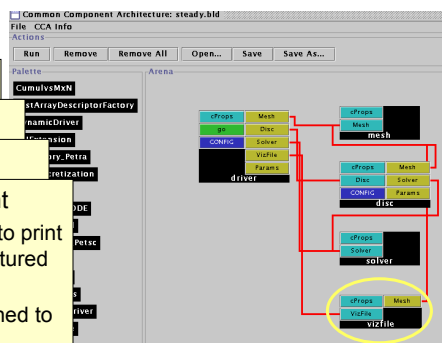 Common Component Architecture: steady.bld
File CCA Info
Actions
Run Remove Remove All Open... Save Save As...
Palette
Arena
CumulvsMxN
stArrayDescriptorFactory
namicDriver
ory_Petra
cretization
ODE
Petsc
river
t
to print
tured
ned to
cProps Mesh
go Disc
CONFIG Solver
VizFile
Params
driver
cProps
Mesh
mesh
cProps Mesh
Disc Solver
CONFIG Params
disc
cProps
Solver
solver
cProps Mesh
VizFile
vizfile